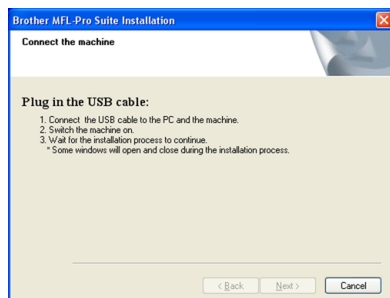 Brother MFL-Pro Suite Installation
Connect the machine
Plug in the USB cable:
1. Connect the USB cable to the PC and the machine.
2. Switch the machine on.
3. Wait for the installation process to continue.
* Some windows will open and close during the installation process.
< Back Next > Cancel